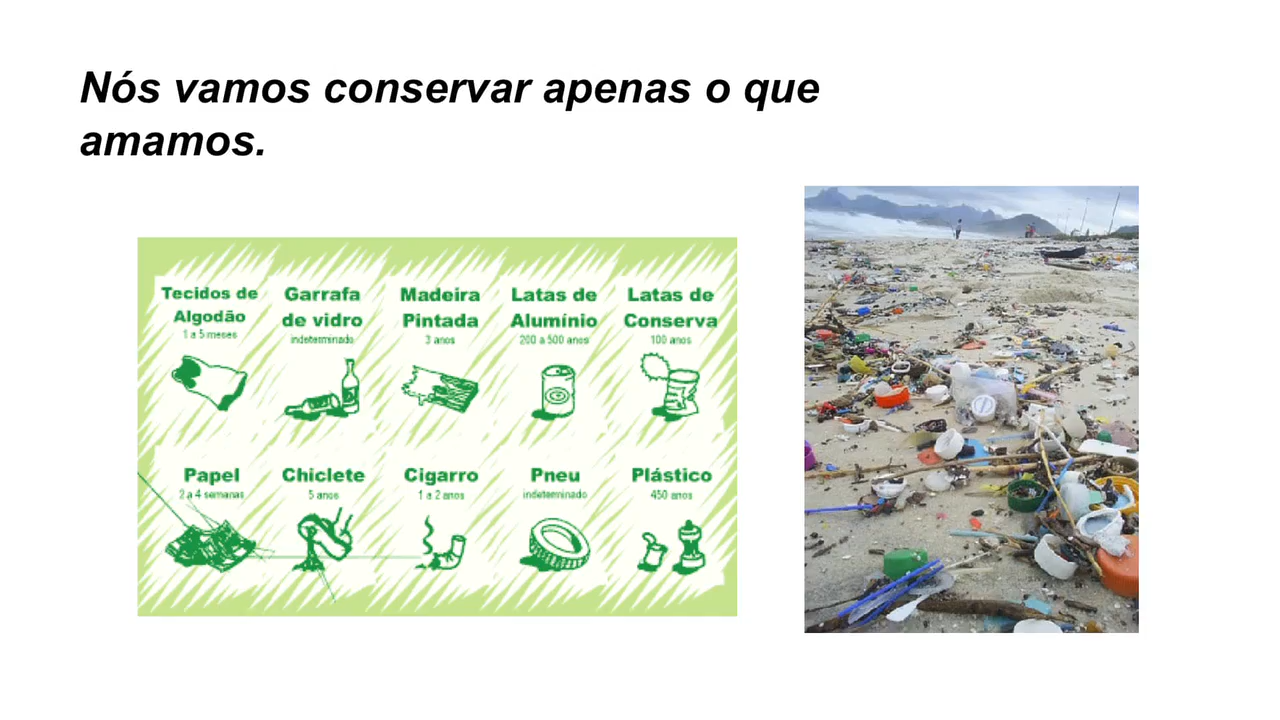 Nós vamos conservar apenas o que
amamos.
Tecidos de
Algodão
1 a 5 meses
Garrafa
de vidro
indeterminado
Madeira
Pintada
3 anos
Latas de
Alumínio
200 a 500 anos
Latas de
Conserva
100 anos
Papel
2 a 4 semanas
Chiclete
5 anos
Cigarro
1 a 2 anos
Pneu
indeterminado
Plástico
450 anos